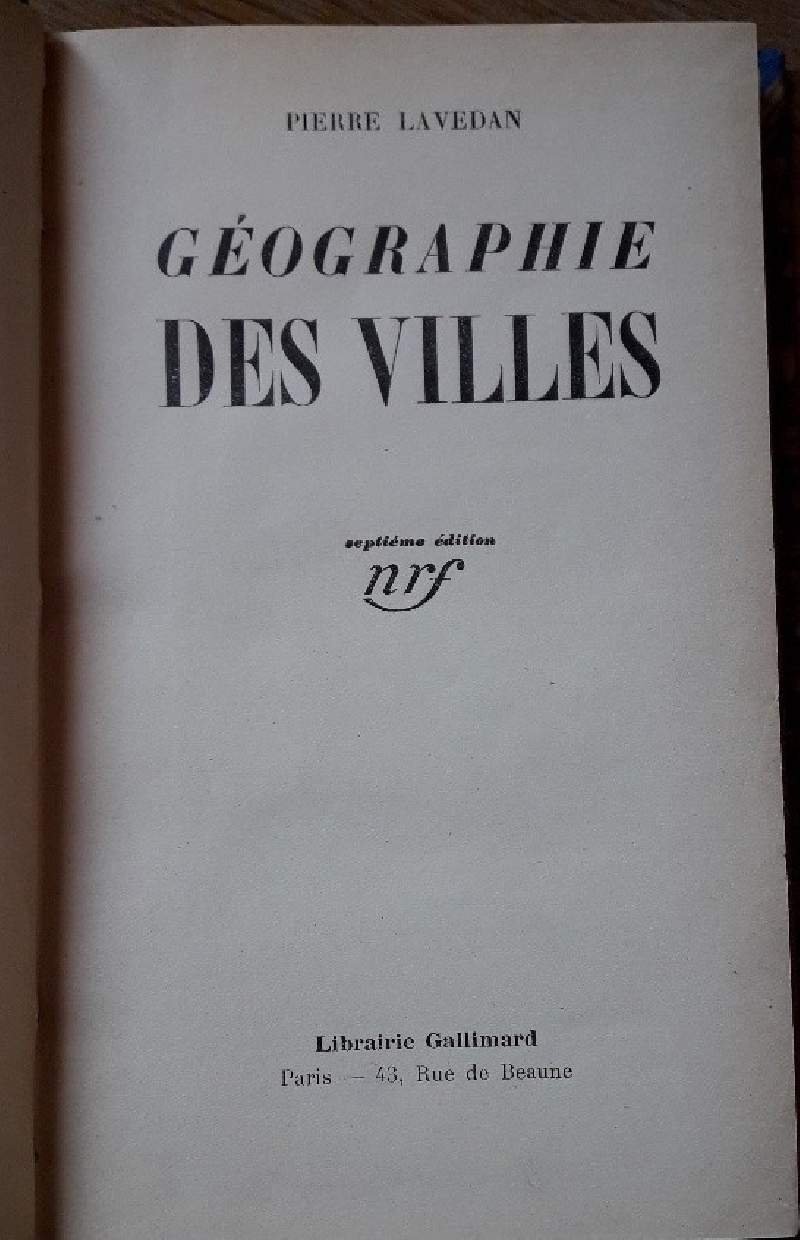 PIERRE LAVEDAN
GÉOGRAPHIE
DES VILLES
septième édition
nrf
Librairie Gallimard
Paris — 43, Rue de Beaune